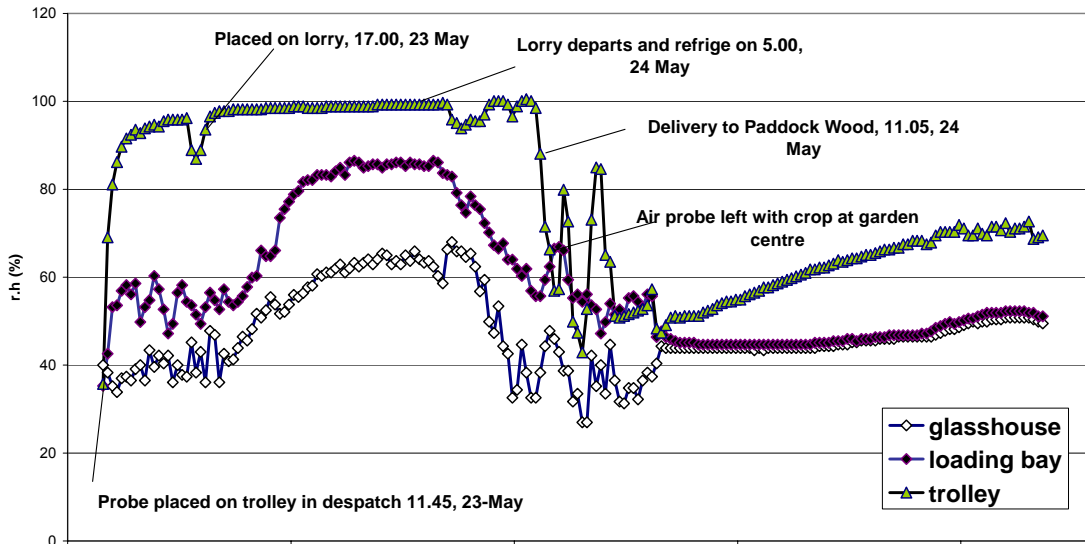 120
Placed on lorry, 17.00, 23 May
Lorry departs and refrige on 5.00,
24 May
100
Delivery to Paddock Wood, 11.05, 24
May
80
Air probe left with crop at garden
centre
r.h (%)
60
40
glasshouse
loading bay
trolley
20
Probe placed on trolley in despatch 11.45, 23-May
0